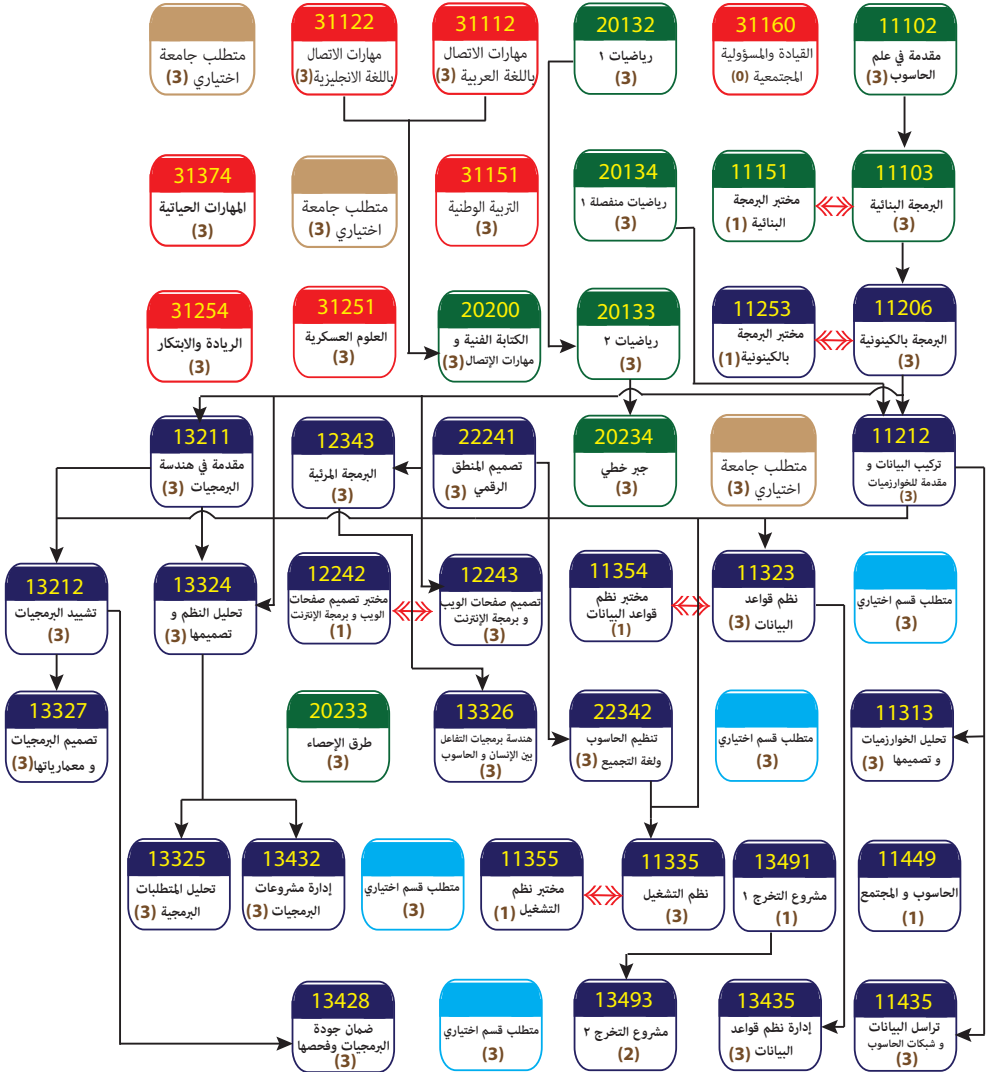 11102
مقدمة في علم
الحاسوب (3)
31160
القيادة والمسؤولية
المجتمعية (0)
20132
رياضيات ١
(3)
31112
مهارات الاتصال
باللغة العربية (3)
31122
مهارات الاتصال
باللغة الانجليزية (3)
متطلب جامعة
اختياري (3)
11103
البرمجة البنائية
(3)
11151
مختبر البرمجة
البنائية (1)
20134
رياضيات منفصلة ١
(3)
31151
التربية الوطنية
(3)
متطلب جامعة
اختياري (3)
31374
المهارات الحياتية
(3)
11206
البرمجة بالكينونية
(3)
11253
مختبر البرمجة
بالكينونية (1)
20133
رياضيات ٢
(3)
20200
الكتابة الفنية و
مهارات الإتصال (3)
31251
العلوم العسكرية
(3)
31254
الريادة والابتكار
(3)
11212
تركيب البيانات و
مقدمة للخوارزميات
(3)
متطلب جامعة
اختياري (3)
20234
جبر خطي
(3)
22241
تصميم المنطق
الرقمي (3)
12343
البرمجة المرئية
(3)
13211
مقدمة في هندسة
البرمجيات (3)
متطلب قسم اختياري
(3)
11323
نظم قواعد
البيانات (3)
11354
مختبر نظم
قواعد البيانات
(1)
12243
تصميم صفحات الويب
و برمجة الإنترنت
(3)
12242
مختبر تصميم صفحات
الويب و برمجة الإنترنت
(1)
13324
تحليل النظم و
تصميمها (3)
13212
تشييد البرمجيات
(3)
11313
تحليل الخوارزميات
و تصميمها (3)
متطلب قسم اختياري
(3)
22342
تنظيم الحاسوب
ولغة التجميع (3)
13326
هندسة برمجيات التفاعل
بين الإنسان و الحاسوب
(3)
20233
طرق الإحصاء
(3)
13327
تصميم البرمجيات
و معمارياتها (3)
11449
الحاسوب و المجتمع
(1)
13491
مشروع التخرج ١
(1)
11335
نظم التشغيل
(3)
11355
مختبر نظم
التشغيل (1)
متطلب قسم اختياري
(3)
13432
إدارة مشروعات
البرمجيات (3)
13325
تحليل المتطلبات
البرمجية (3)
11435
تراسل البيانات
و شبكات الحاسوب
(3)
13435
إدارة نظم قواعد
البيانات (3)
13493
مشروع التخرج ٢
(2)
متطلب قسم اختياري
(3)
13428
ضمان جودة
البرمجيات وفحصها
(3)